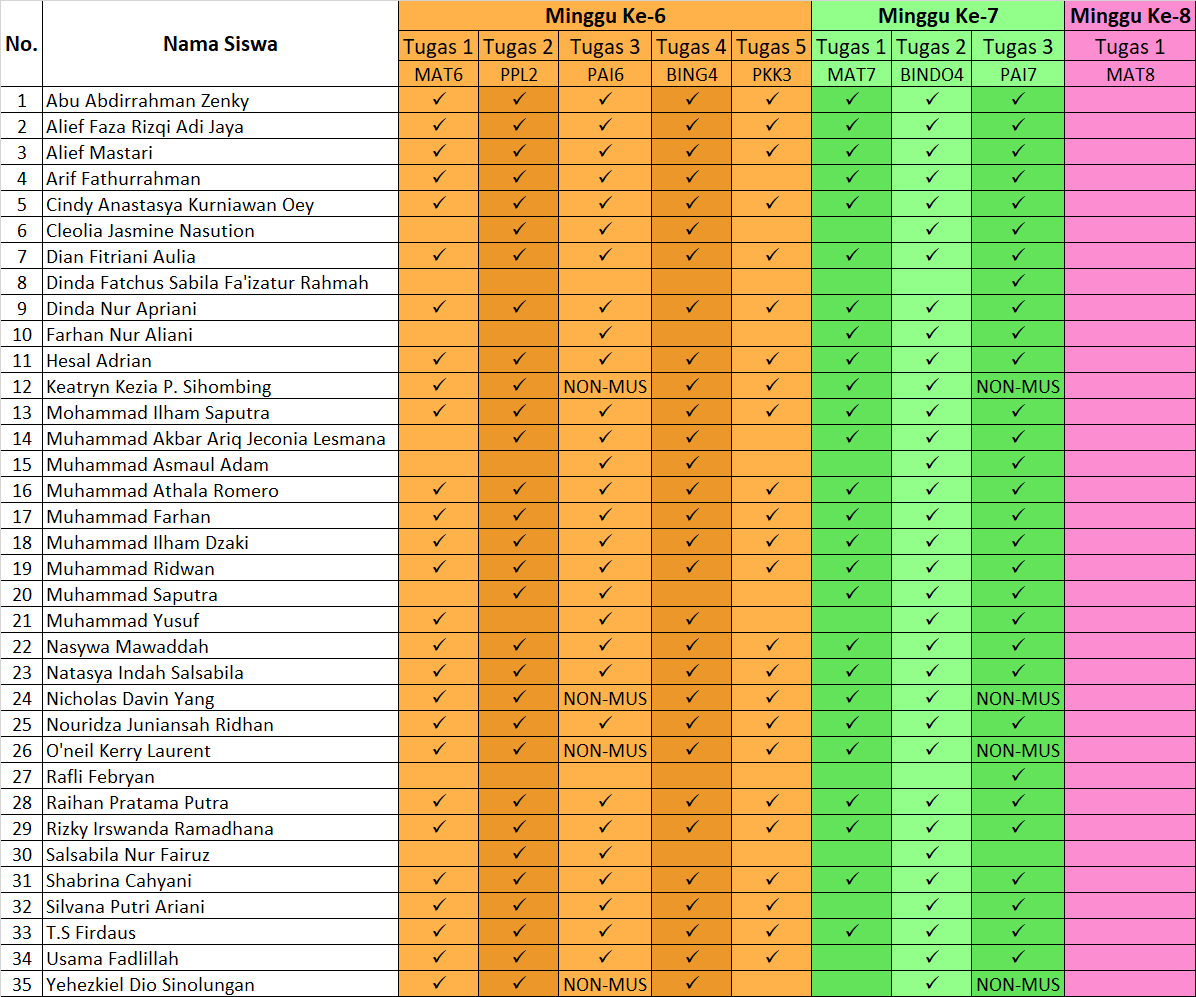 No. Nama Siswa Minggu Ke-6 Minggu Ke-7 Minggu Ke-8
Tugas 1 Tugas 2 Tugas 3 Tugas 4 Tugas 5 Tugas 1 Tugas 2 Tugas 3 Tugas 1
MAT6 PPL2 PAI6 BING4 PKK3 MAT7 BINDO4 PAI7 MAT8
1 Abu Abdirrahman Zenky ✓ ✓ ✓ ✓ ✓ ✓ ✓ ✓
2 Alief Faza Rizqi Adi Jaya ✓ ✓ ✓ ✓ ✓ ✓ ✓ ✓
3 Alief Mastari ✓ ✓ ✓ ✓ ✓ ✓ ✓ ✓
4 Arif Fathurrahman ✓ ✓ ✓ ✓ ✓ ✓ ✓
5 Cindy Anastasya Kurniawan Oey ✓ ✓ ✓ ✓ ✓ ✓ ✓ ✓
6 Cleolia Jasmine Nasution ✓ ✓ ✓ ✓ ✓
7 Dian Fitriani Aulia ✓ ✓ ✓ ✓ ✓ ✓ ✓ ✓
8 Dinda Fatchus Sabila Fa'izatur Rahmah ✓
9 Dinda Nur Apriani ✓ ✓ ✓ ✓ ✓ ✓ ✓ ✓
10 Farhan Nur Aliani ✓ ✓ ✓ ✓
11 Hesal Adrian ✓ ✓ ✓ ✓ ✓ ✓ ✓ ✓
12 Keatryn Kezia P. Sihombing ✓ ✓ NON-MUS ✓ ✓ ✓ ✓ NON-MUS
13 Mohammad Ilham Saputra ✓ ✓ ✓ ✓ ✓ ✓ ✓ ✓
14 Muhammad Akbar Ariq Jeconia Lesmana ✓ ✓ ✓ ✓ ✓ ✓
15 Muhammad Asmaul Adam ✓ ✓ ✓ ✓
16 Muhammad Athala Romero ✓ ✓ ✓ ✓ ✓ ✓ ✓ ✓
17 Muhammad Farhan ✓ ✓ ✓ ✓ ✓ ✓ ✓ ✓
18 Muhammad Ilham Dzaki ✓ ✓ ✓ ✓ ✓ ✓ ✓ ✓
19 Muhammad Ridwan ✓ ✓ ✓ ✓ ✓ ✓ ✓ ✓
20 Muhammad Saputra ✓ ✓ ✓ ✓ ✓
21 Muhammad Yusuf ✓ ✓ ✓ ✓ ✓
22 Nasywa Mawaddah ✓ ✓ ✓ ✓ ✓ ✓ ✓ ✓
23 Natasya Indah Salsabila ✓ ✓ ✓ ✓ ✓ ✓ ✓ ✓
24 Nicholas Davin Yang ✓ ✓ NON-MUS ✓ ✓ ✓ ✓ NON-MUS
25 Nouridza Juniansah Ridhan ✓ ✓ ✓ ✓ ✓ ✓ ✓ ✓
26 O'neil Kerry Laurent ✓ ✓ NON-MUS ✓ ✓ ✓ ✓ NON-MUS
27 Rafli Febryan ✓
28 Raihan Pratama Putra ✓ ✓ ✓ ✓ ✓ ✓ ✓ ✓
29 Rizky Irswanda Ramadhana ✓ ✓ ✓ ✓ ✓ ✓ ✓ ✓
30 Salsabila Nur Fairuz ✓ ✓ ✓
31 Shabrina Cahyani ✓ ✓ ✓ ✓ ✓ ✓ ✓ ✓
32 Silvana Putri Ariani ✓ ✓ ✓ ✓ ✓ ✓ ✓
33 T.S Firdaus ✓ ✓ ✓ ✓ ✓ ✓ ✓ ✓
34 Usama Fadlillah ✓ ✓ ✓ ✓ ✓ ✓ ✓
35 Yehezkiel Dio Sinolungan ✓ ✓ NON-MUS ✓ ✓ NON-MUS